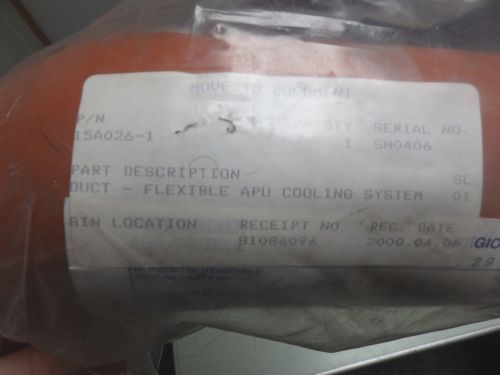 MOVE TO DOCUMENT
P/N QTY SERIAL NO.
15A026-1 1 SN0406
PART DESCRIPTION SL
DUCT - FLEXIBLE APU COOLING SYSTEM 01
BIN LOCATION RECEIPT NO REC. DATE
81086096 2000.04.06
29